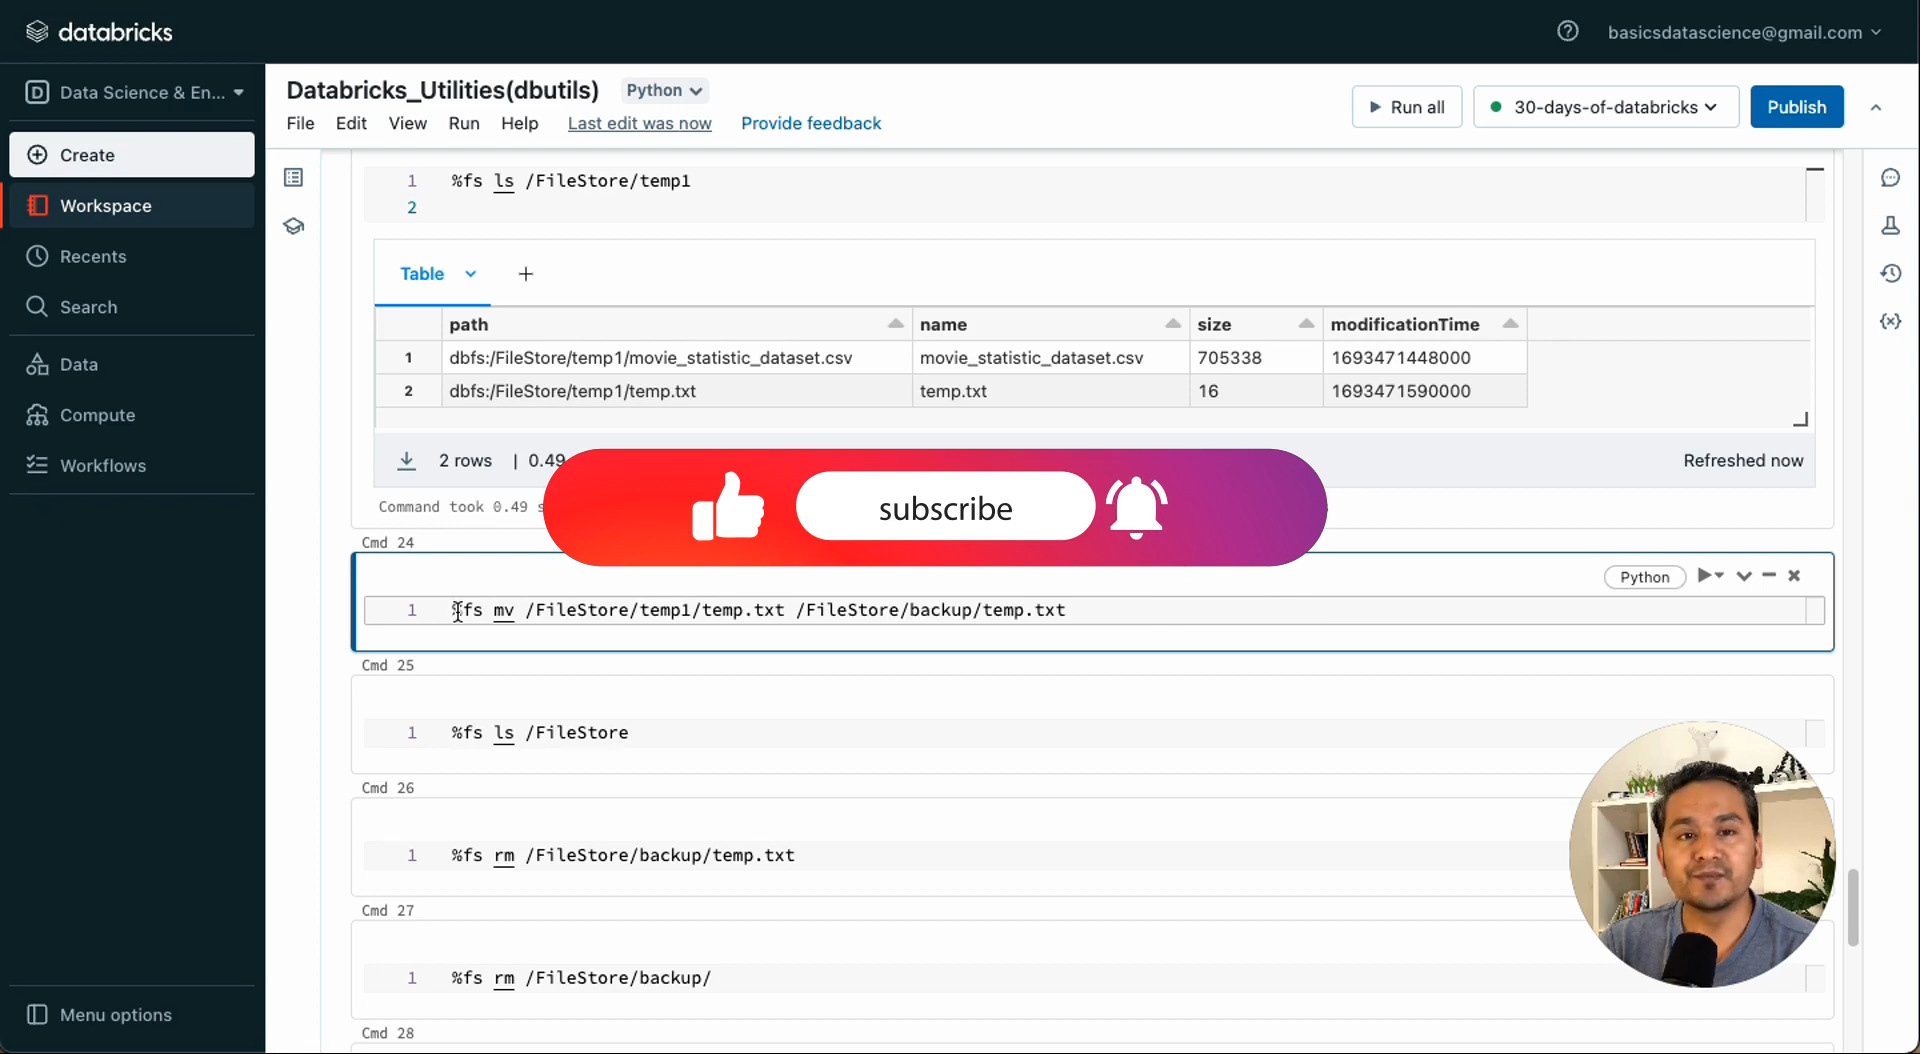 databricks
basicsdatascience@gmail.com
Data Science & En...
Create
Workspace
Recents
Search
Data
Compute
Workflows
Menu options
Databricks_Utilities(dbutils)
Python
File Edit View Run Help Last edit was now Provide feedback
Run all
30-days-of-databricks
Publish
1 %fs ls /FileStore/temp1
2
Table +
path name size modificationTime
1 dbfs:/FileStore/temp1/movie_statistic_dataset.csv movie_statistic_dataset.csv 705338 1693471448000
2 dbfs:/FileStore/temp1/temp.txt temp.txt 16 1693471590000
2 rows | 0.49
Refreshed now
Command took 0.49 s
subscribe
Cmd 24
Python
1 %fs mv /FileStore/temp1/temp.txt /FileStore/backup/temp.txt
Cmd 25
1 %fs ls /FileStore
Cmd 26
1 %fs rm /FileStore/backup/temp.txt
Cmd 27
1 %fs rm /FileStore/backup/
Cmd 28